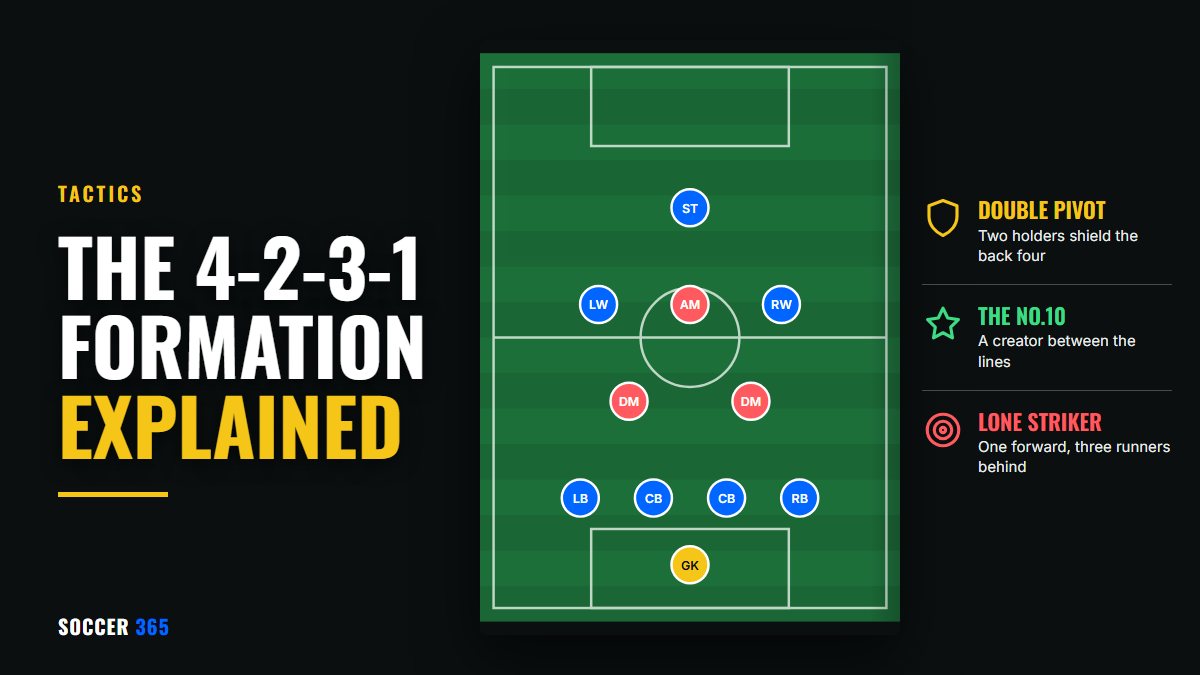 TACTICS
THE 4-2-3-1
FORMATION
EXPLAINED
SOCCER 365
ST
LW AM RW
DM DM
LB CB CB RB
GK
DOUBLE PIVOT
Two holders shield the
back four
THE NO.10
A creator between the
lines
LONE STRIKER
One forward, three runners
behind